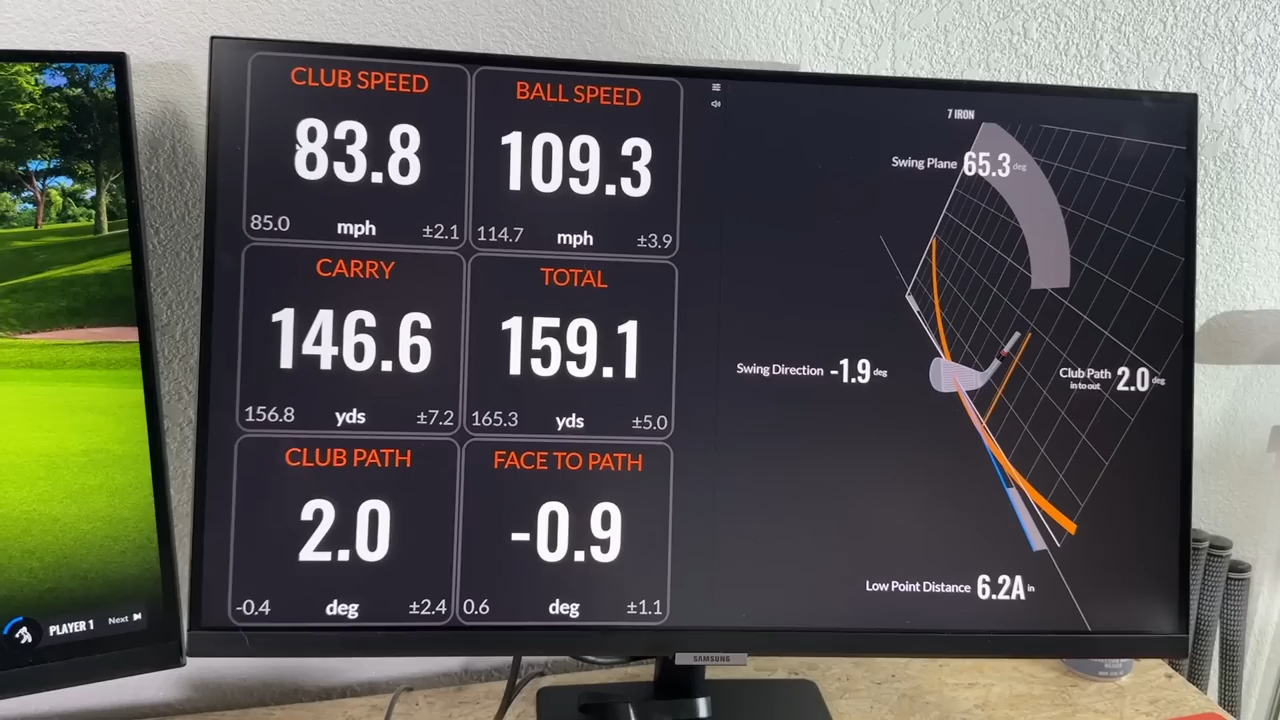 CLUB SPEED
83.8
85.0 mph ±2.1
BALL SPEED
109.3
114.7 mph ±3.9
CARRY
146.6
156.8 yds ±7.2
TOTAL
159.1
165.3 yds ±5.0
CLUB PATH
2.0
-0.4 deg ±2.4
FACE TO PATH
-0.9
0.6 deg ±1.1
7 IRON
Swing Plane 65.3 deg
Swing Direction -1.9 deg
Club Path 2.0 deg
in to out
Low Point Distance 6.2A in
PLAYER 1 Next
SAMSUNG